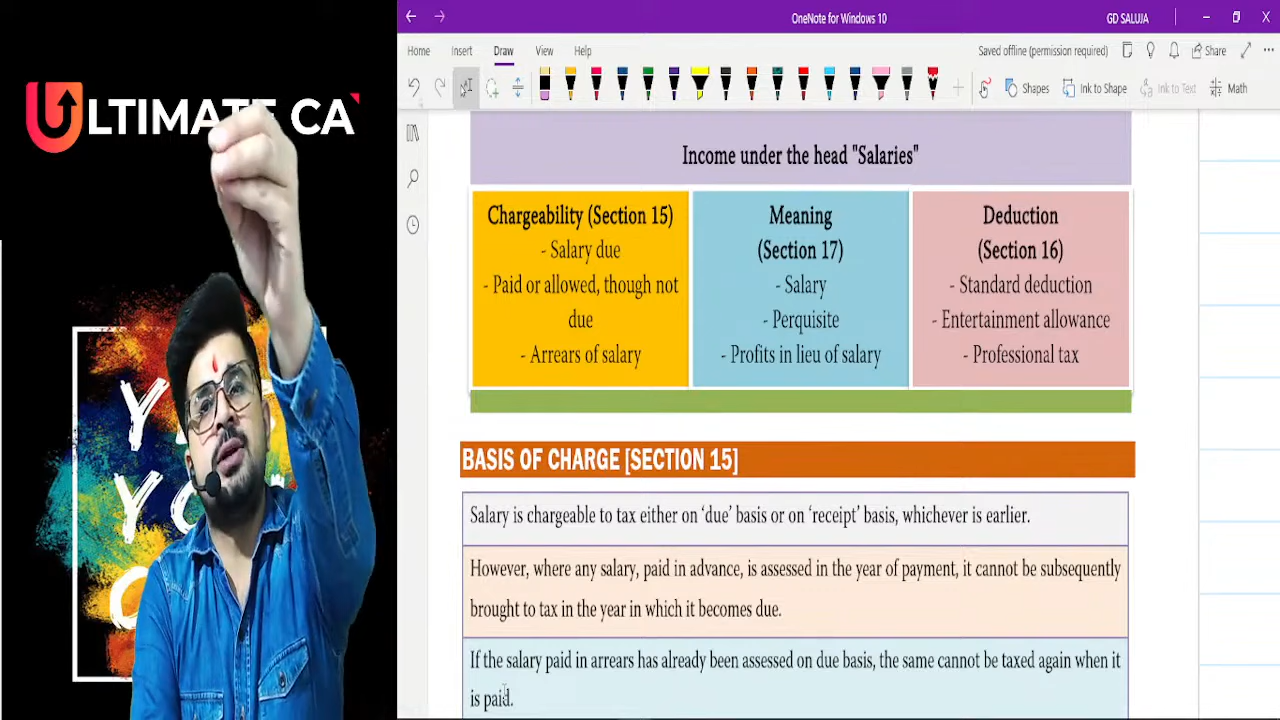 ULTIMATE CA
OneNote for Windows 10
GD SALUJA
Home
Insert
Draw
View
Help
Saved offline (permission required)
Share
Shapes
Ink to Shape
Ink to Text
Math
Income under the head "Salaries"
Chargeability (Section 15)
- Salary due
- Paid or allowed, though not
due
- Arrears of salary
Meaning
(Section 17)
- Salary
- Perquisite
- Profits in lieu of salary
Deduction
(Section 16)
- Standard deduction
- Entertainment allowance
- Professional tax
BASIS OF CHARGE [SECTION 15]
Salary is chargeable to tax either on ‘due’ basis or on ‘receipt’ basis, whichever is earlier.
However, where any salary, paid in advance, is assessed in the year of payment, it cannot be subsequently
brought to tax in the year in which it becomes due.
If the salary paid in arrears has already been assessed on due basis, the same cannot be taxed again when it
is paid.